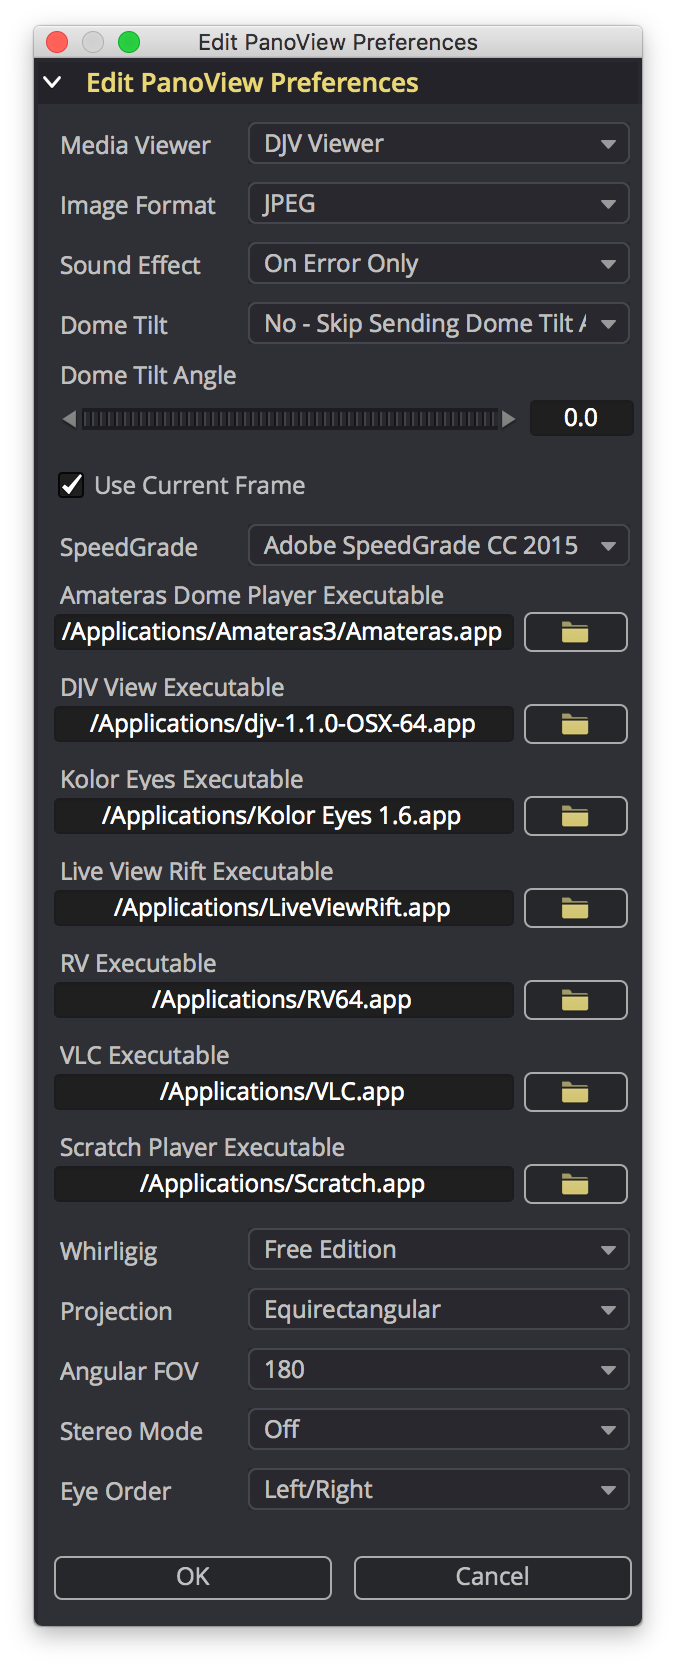 Edit PanoView Preferences
Edit PanoView Preferences
Media Viewer DJV Viewer
Image Format JPEG
Sound Effect On Error Only
Dome Tilt No - Skip Sending Dome Tilt
Dome Tilt Angle
0.0
Use Current Frame
SpeedGrade Adobe SpeedGrade CC 2015
Amateras Dome Player Executable
/Applications/Amateras3/Amateras.app
DJV View Executable
/Applications/djv-1.1.0-OSX-64.app
Kolor Eyes Executable
/Applications/Kolor Eyes 1.6.app
Live View Rift Executable
/Applications/LiveViewRift.app
RV Executable
/Applications/RV64.app
VLC Executable
/Applications/VLC.app
Scratch Player Executable
/Applications/Scratch.app
Whirligig Free Edition
Projection Equirectangular
Angular FOV 180
Stereo Mode Off
Eye Order Left/Right
OK Cancel